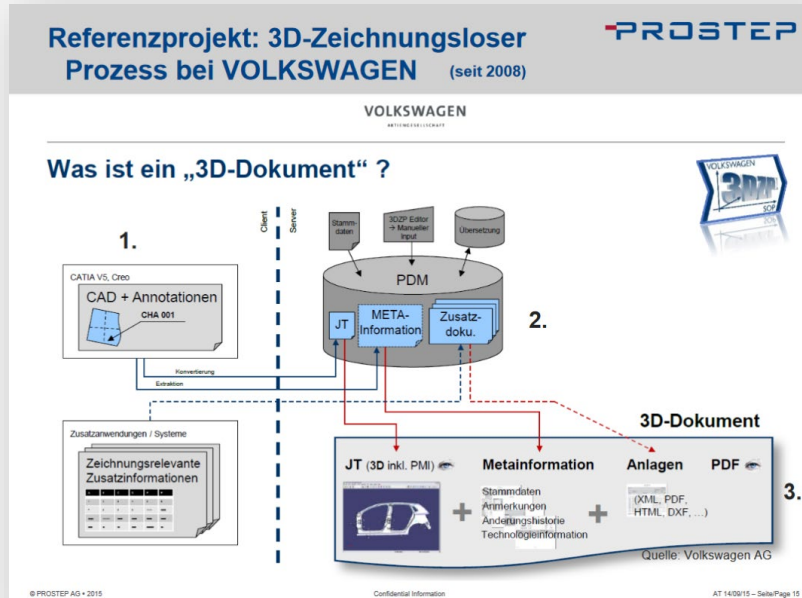 Referenzprojekt: 3D-Zeichnungsloser
Prozess bei VOLKSWAGEN (seit 2008)
PROSTEP
VOLKSWAGEN
AKTIENGESELLSCHAFT
Was ist ein „3D-Dokument“ ?
VOLKSWAGEN
3DZP
SOP
1.
Client
Server
Stamm-
daten
3DZP Editor
→ Manueller
Input
Übersetzung
CATIA V5, Creo
CAD + Annotationen
CHA 001
PDM
JT
META-
Information
Zusatz-
doku.
2.
Konvertierung
Extraktion
Zusatzanwendungen / Systeme
Zeichnungsrelevante
Zusatzinformationen
3D-Dokument
JT (3D inkl. PMI)
Metainformation
Anlagen
PDF
Stammdaten
Anmerkungen
Änderungshistorie
Technologieinformation
+
+
(XML, PDF,
HTML, DXF, ...)
3.
Quelle: Volkswagen AG
© PROSTEP AG • 2015
Confidential Information
AT 14/09/15 – Seite/Page 15